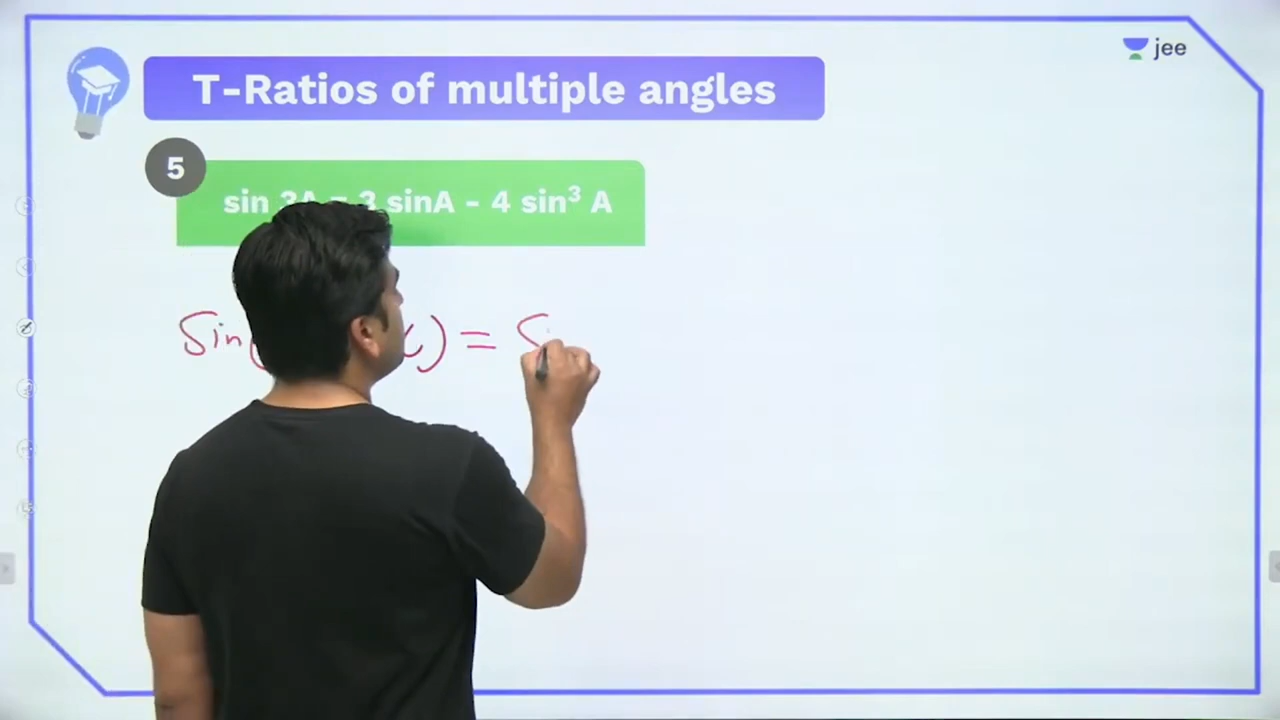 jee
T-Ratios of multiple angles
5
sin 3A = 3 sinA - 4 sin³ A
Sin ) = S